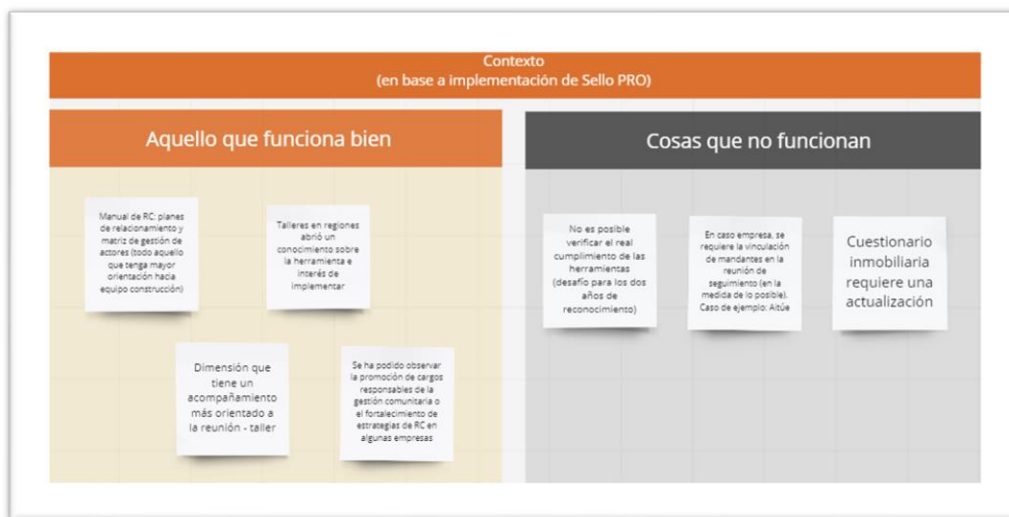 Contexto
(en base a implementación de Sello PRO)
Aquello que funciona bien
Manual de RC: planes
de relacionamiento y
matriz de gestión de
actores (todo aquello
que tenga mayor
orientación hacia
equipo construcción)
Talleres en regiones
abrió un
conocimiento sobre
la herramienta e
interés de
implementar
Dimensión que
tiene un
acompañamiento
más orientado a
la reunión - taller
Se ha podido observar
la promoción de cargos
responsables de la
gestión comunitaria o
el fortalecimiento de
estrategias de RC en
algunas empresas
Cosas que no funcionan
No es posible
verificar el real
cumplimiento de las
herramientas
(desafío para los dos
años de
reconocimiento)
En caso empresa, se
requiere la vinculación
de mandantes en la
reunión de
seguimiento (en la
medida de lo posible).
Caso de ejemplo: Aitúe
Cuestionario
inmobiliaria
requiere una
actualización